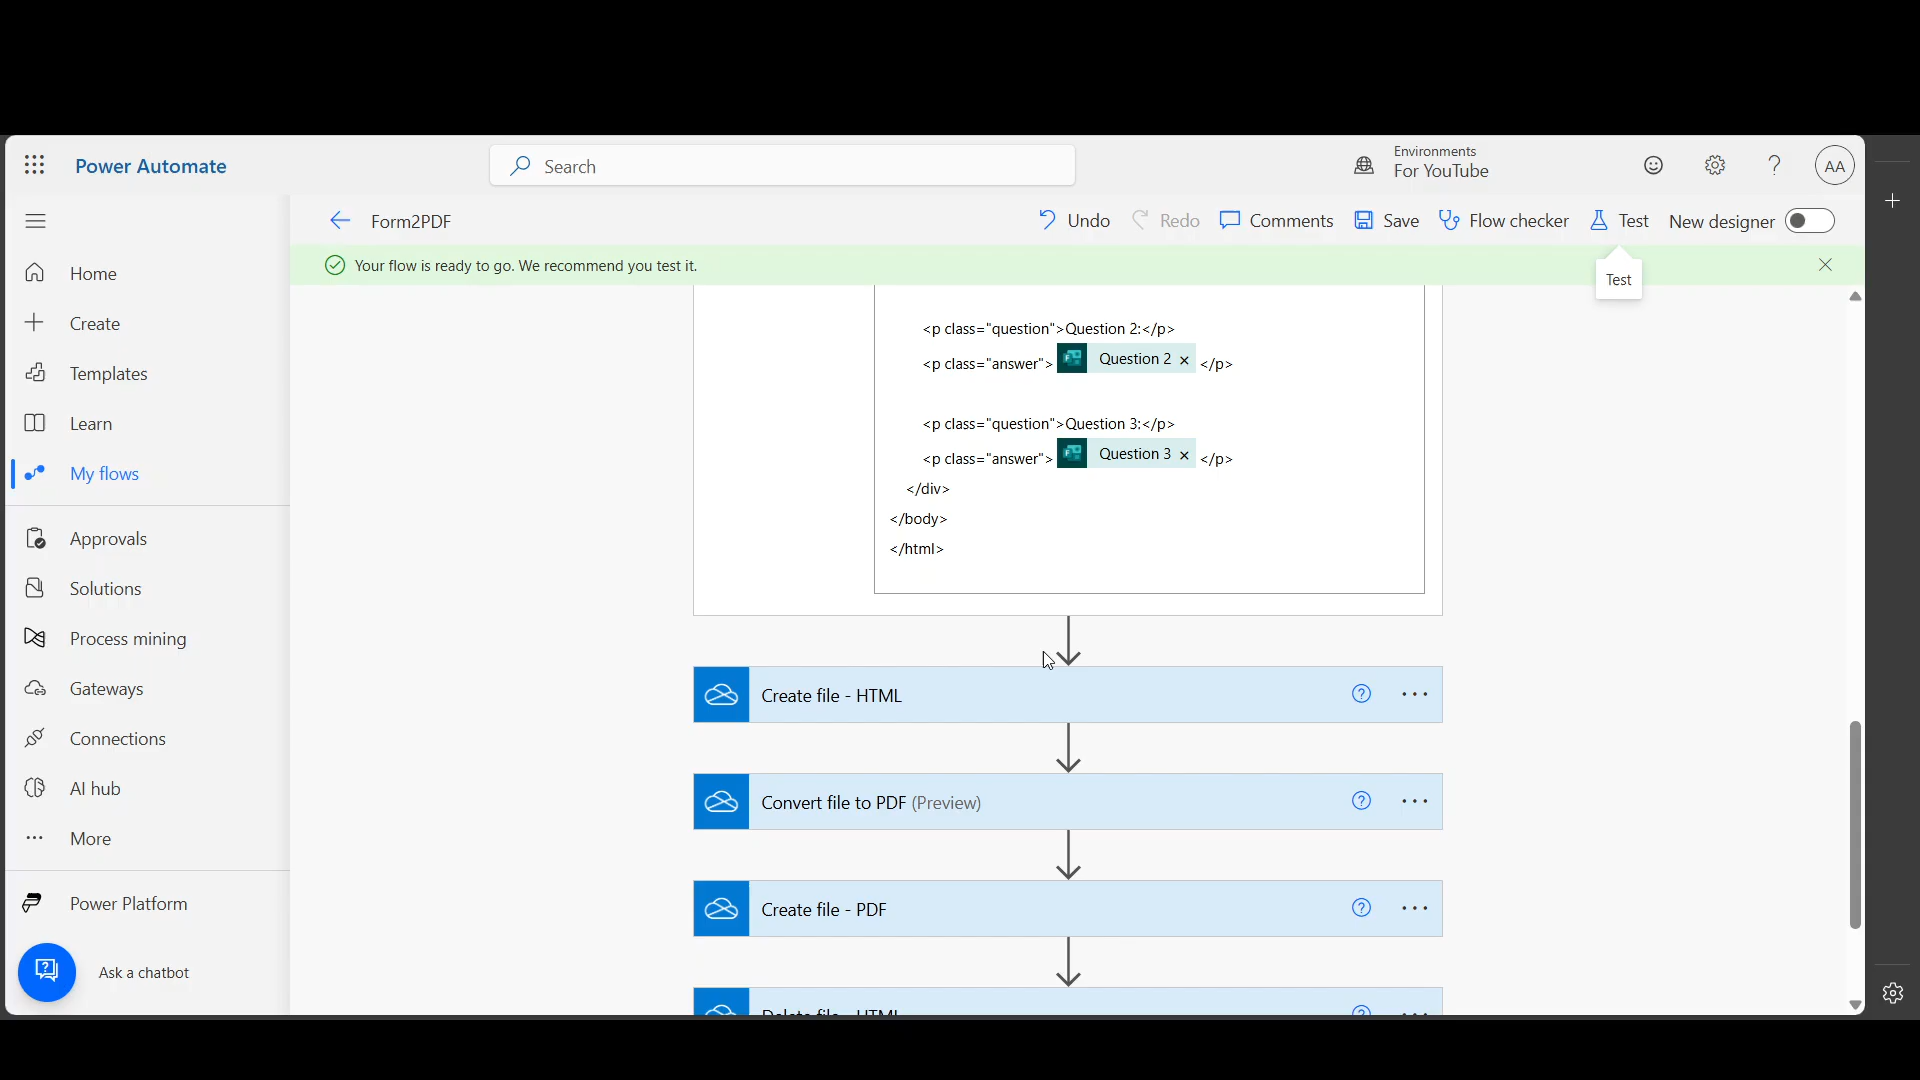 Power Automate
Search
Environments
For YouTube
AA
Form2PDF
Undo
Redo
Comments
Save
Flow checker
Test
New designer
Your flow is ready to go. We recommend you test it.
Test
Home
Create
Templates
Learn
My flows
Approvals
Solutions
Process mining
Gateways
Connections
AI hub
More
Power Platform
Ask a chatbot
<p class="question">Question 2:</p>
<p class="answer"> Question 2 × </p>
<p class="question">Question 3:</p>
<p class="answer"> Question 3 × </p>
</div>
</body>
</html>
Create file - HTML
Convert file to PDF (Preview)
Create file - PDF
Delete file - HTML